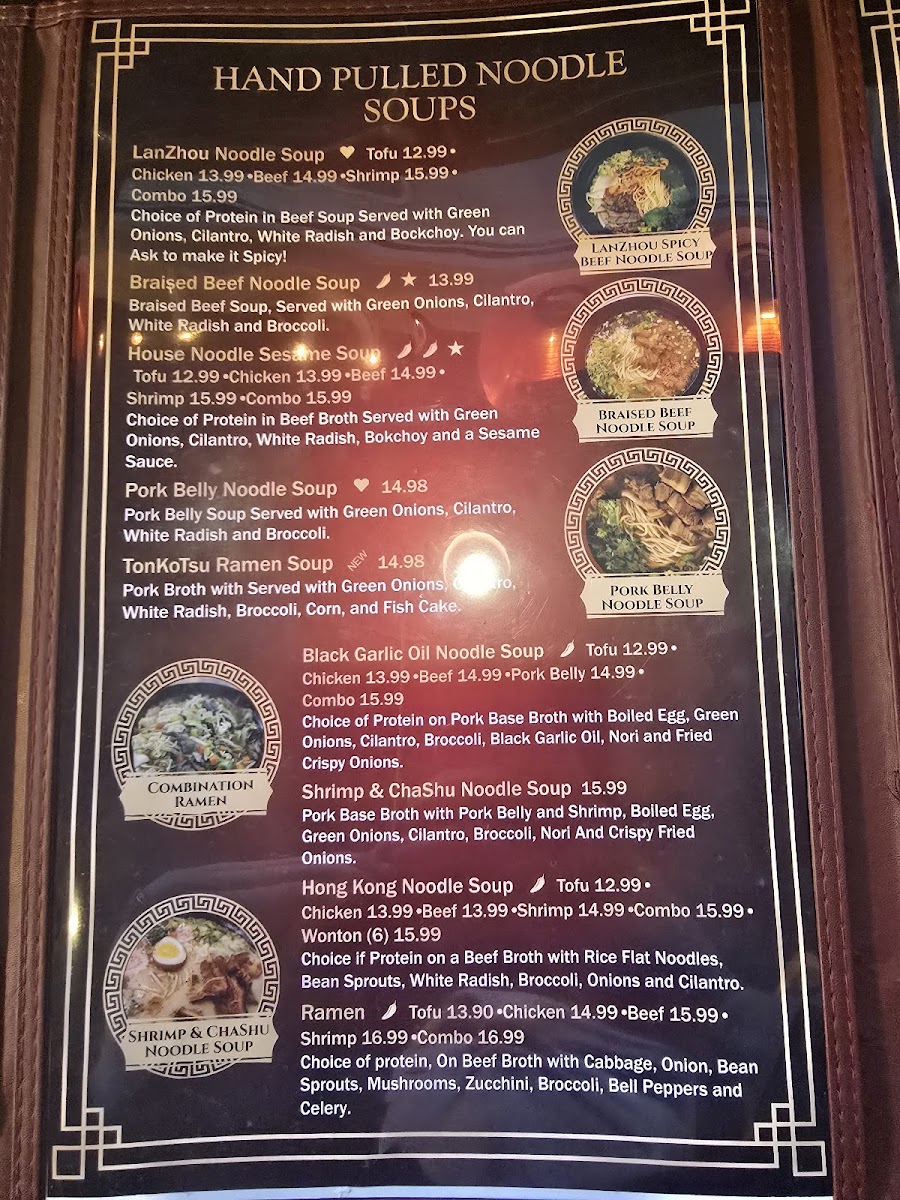 HAND PULLED NOODLE
SOUPS
LanZhou Noodle Soup ♥ Tofu 12.99•
Chicken 13.99•Beef 14.99•Shrimp 15.99•
Combo 15.99
Choice of Protein in Beef Soup Served with Green
Onions, Cilantro, White Radish and Bockchoy. You can
Ask to make it Spicy!
LanZhou Spicy
Beef Noodle Soup
Braised Beef Noodle Soup ★ 13.99
Braised Beef Soup, Served with Green Onions, Cilantro,
White Radish and Broccoli.
House Noodle Sesame Soup ★
Tofu 12.99•Chicken 13.99•Beef 14.99•
Shrimp 15.99•Combo 15.99
Choice of Protein in Beef Broth Served with Green
Onions, Cilantro, White Radish, Bokchoy and a Sesame
Sauce.
Braised Beef
Noodle Soup
Pork Belly Noodle Soup ♥ 14.98
Pork Belly Soup Served with Green Onions, Cilantro,
White Radish and Broccoli.
TonKoTsu Ramen Soup NEW 14.98
Pork Broth with Served with Green Onions, Cilantro,
White Radish, Broccoli, Corn, and Fish Cake.
Pork Belly
Noodle Soup
Black Garlic Oil Noodle Soup Tofu 12.99•
Chicken 13.99•Beef 14.99•Pork Belly 14.99•
Combo 15.99
Choice of Protein on Pork Base Broth with Boiled Egg, Green
Onions, Cilantro, Broccoli, Black Garlic Oil, Nori and Fried
Crispy Onions.
Combination
Ramen
Shrimp & ChaShu Noodle Soup 15.99
Pork Base Broth with Pork Belly and Shrimp, Boiled Egg,
Green Onions, Cilantro, Broccoli, Nori And Crispy Fried
Onions.
Hong Kong Noodle Soup Tofu 12.99•
Chicken 13.99•Beef 13.99•Shrimp 14.99•Combo 15.99•
Wonton (6) 15.99
Choice if Protein on a Beef Broth with Rice Flat Noodles,
Bean Sprouts, White Radish, Broccoli, Onions and Cilantro.
Shrimp & ChaShu
Noodle Soup
Ramen Tofu 13.90•Chicken 14.99•Beef 15.99•
Shrimp 16.99•Combo 16.99
Choice of protein, On Beef Broth with Cabbage, Onion, Bean
Sprouts, Mushrooms, Zucchini, Broccoli, Bell Peppers and
Celery.